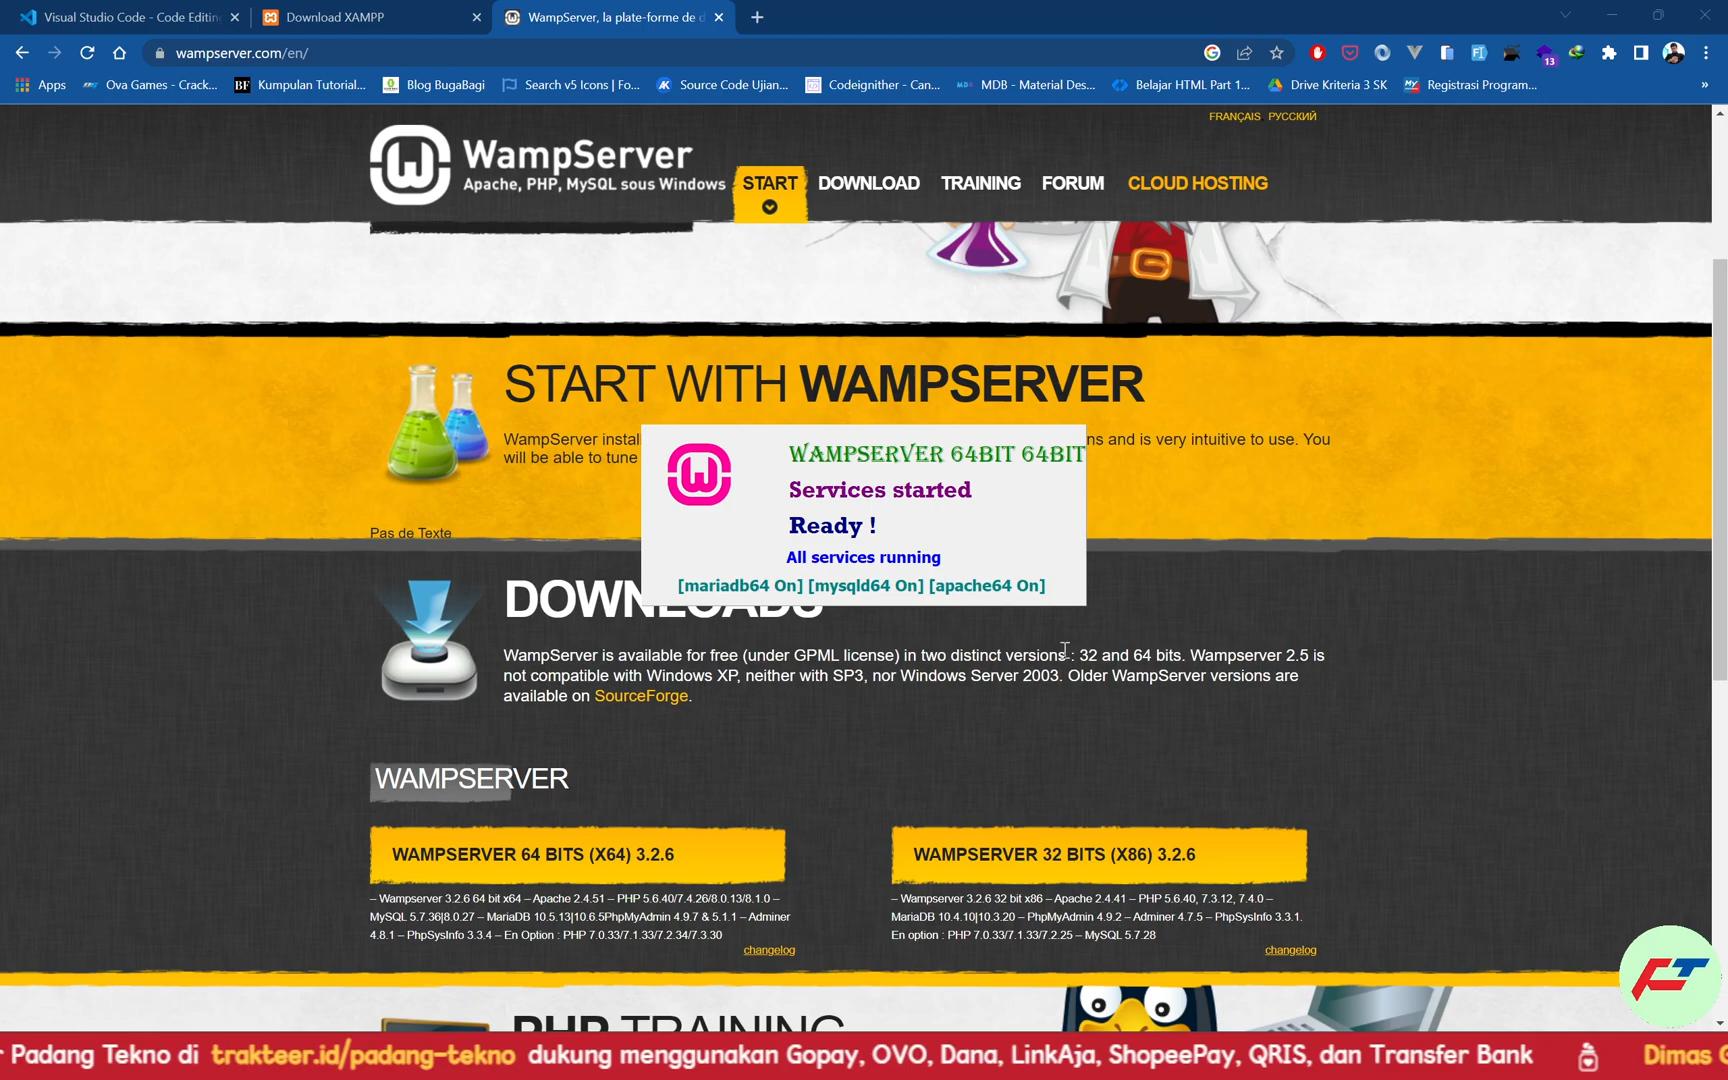 Visual Studio Code - Code Editin
Download XAMPP
WampServer, la plate-forme de d
wampserver.com/en/
13
Apps
Ova Games - Crack...
BF
Kumpulan Tutorial...
Blog BugaBagi
Search v5 Icons | Fo...
Source Code Ujian...
Codeignither - Can...
MDB - Material Des...
Belajar HTML Part 1...
Drive Kriteria 3 SK
Registrasi Program...
»
FRANÇAIS РУССКИЙ
WampServer
Apache, PHP, MySQL sous Windows
START
DOWNLOAD
TRAINING
FORUM
CLOUD HOSTING
START WITH WAMPSERVER
WampServer instal
ns and is very intuitive to use. You
will be able to tune
WAMPSERVER 64BIT 64BIT
Services started
Ready !
All services running
[mariadb64 On] [mysqld64 On] [apache64 On]
Pas de Texte
DOWNLOADS
WampServer is available for free (under GPML license) in two distinct versions : 32 and 64 bits. Wampserver 2.5 is
not compatible with Windows XP, neither with SP3, nor Windows Server 2003. Older WampServer versions are
available on SourceForge.
WAMPSERVER
WAMPSERVER 64 BITS (X64) 3.2.6
– Wampserver 3.2.6 64 bit x64 – Apache 2.4.51 – PHP 5.6.40/7.4.26/8.0.13/8.1.0 –
MySQL 5.7.36|8.0.27 – MariaDB 10.5.13|10.6.5PhpMyAdmin 4.9.7 & 5.1.1 – Adminer
4.8.1 – PhpSysInfo 3.3.4 – En Option : PHP 7.0.33/7.1.33/7.2.34/7.3.30
changelog
WAMPSERVER 32 BITS (X86) 3.2.6
– Wampserver 3.2.6 32 bit x86 – Apache 2.4.41 – PHP 5.6.40, 7.3.12, 7.4.0 –
MariaDB 10.4.10|10.3.20 – PhpMyAdmin 4.9.2 – Adminer 4.7.5 – PhpSysInfo 3.3.1.
En option : PHP 7.0.33/7.1.33/7.2.25 – MySQL 5.7.28
changelog
PHP TRAINING
r Padang Tekno di trakteer.id/padang-tekno dukung menggunakan Gopay, OVO, Dana, LinkAja, ShopeePay, QRIS, dan Transfer Bank
Dimas